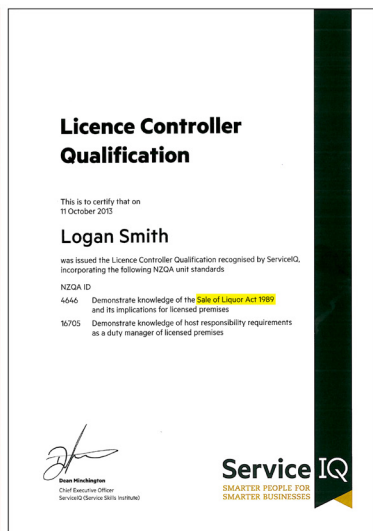 Licence Controller
Qualification
This is to certify that on
11 October 2013
Logan Smith
was issued the Licence Controller Qualification recognised by ServiceIQ,
incorporating the following NZQA unit standards
NZQA ID
4646 Demonstrate knowledge of the Sale of Liquor Act 1989
and its implications for licensed premises
16705 Demonstrate knowledge of host responsibility requirements
as a duty manager of licensed premises
Dean Minchington
Chief Executive Officer
ServiceIQ (Service Skills Institute)
Service IQ
SMARTER PEOPLE FOR
SMARTER BUSINESSES